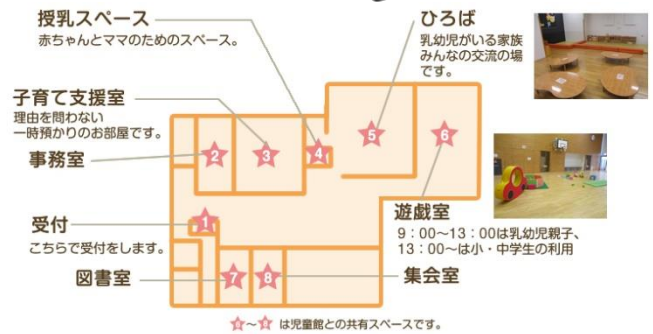 授乳スペース
赤ちゃんとママのためのスペース。
ひろば
乳幼児がいる家族
みんなの交流の場
です。
子育て支援室
理由を問わない
一時預かりのお部屋です。
事務室
2
3
4
5
6
受付
1
こちらで受付をします。
遊戯室
9:00〜13:00は乳幼児親子、
13:00〜は小・中学生の利用
図書室
7
8
集会室
〜 は児童館との共有スペースです。